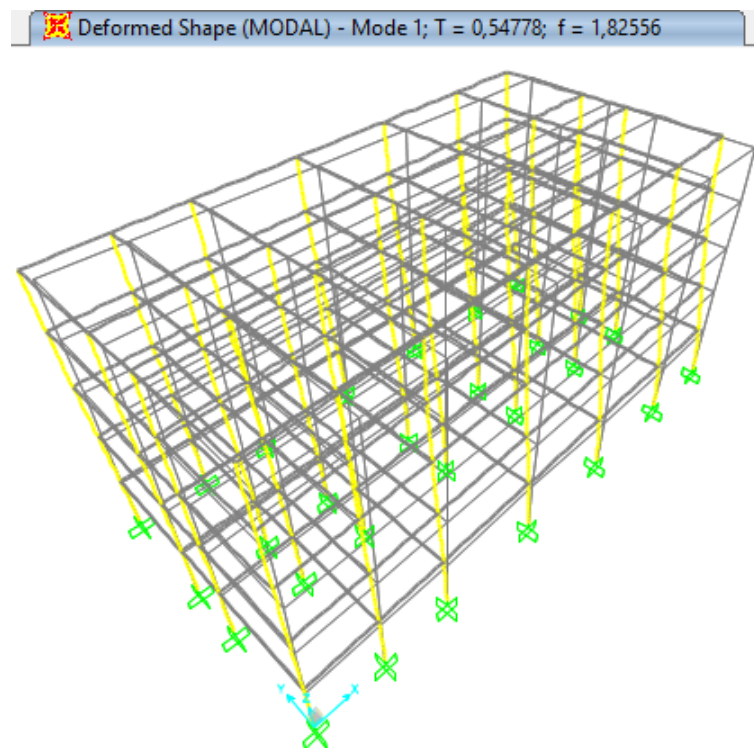 Deformed Shape (MODAL) - Mode 1; T = 0,54778; f = 1,82556
Y
Z
X